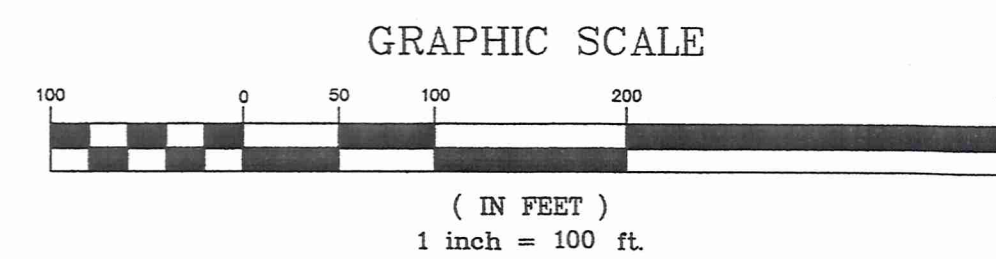 GRAPHIC SCALE
100 0 50 100 200
( IN FEET )
1 inch = 100 ft.